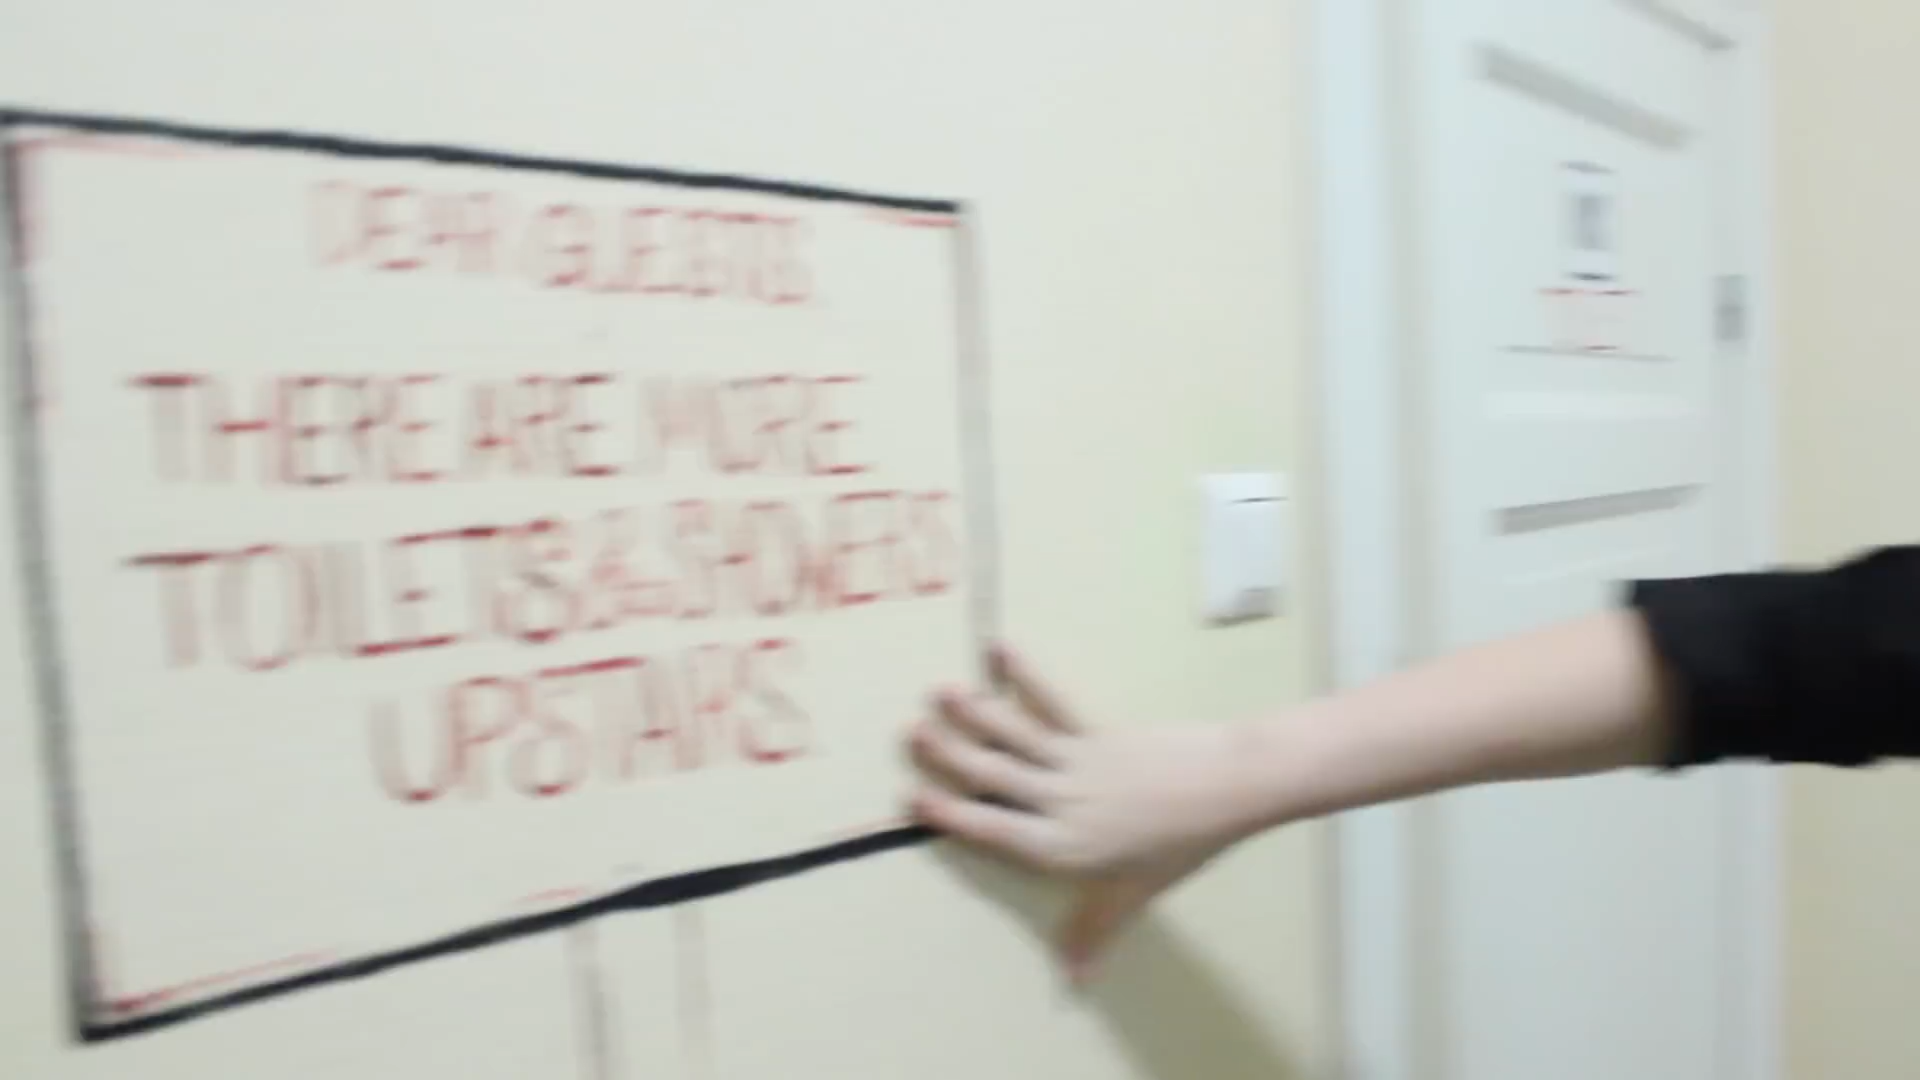 DEAR GUESTS
THERE ARE MORE
TOILETS & SHOWERS
UPSTAIRS